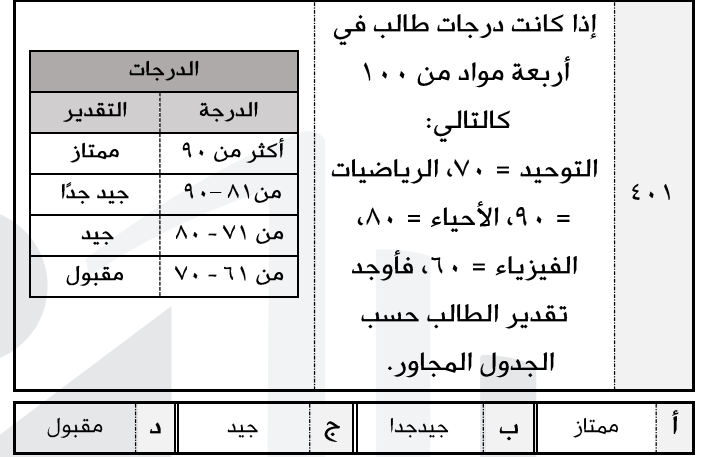 ٤٠١
إذا كانت درجات طالب في
أربعة مواد من ١٠٠
كالتالي:
التوحيد = ٧٠، الرياضيات
= ٩٠، الأحياء = ٨٠،
الفيزياء = ٦٠، فأوجد
تقدير الطالب حسب
الجدول المجاور.
الدرجات
الدرجة التقدير
أكثر من ٩٠ ممتاز
من ٨١–٩٠ جيد جدًا
من ٧١ - ٨٠ جيد
من ٦١ - ٧٠ مقبول
أ ممتاز ب جيدجدا ج جيد د مقبول